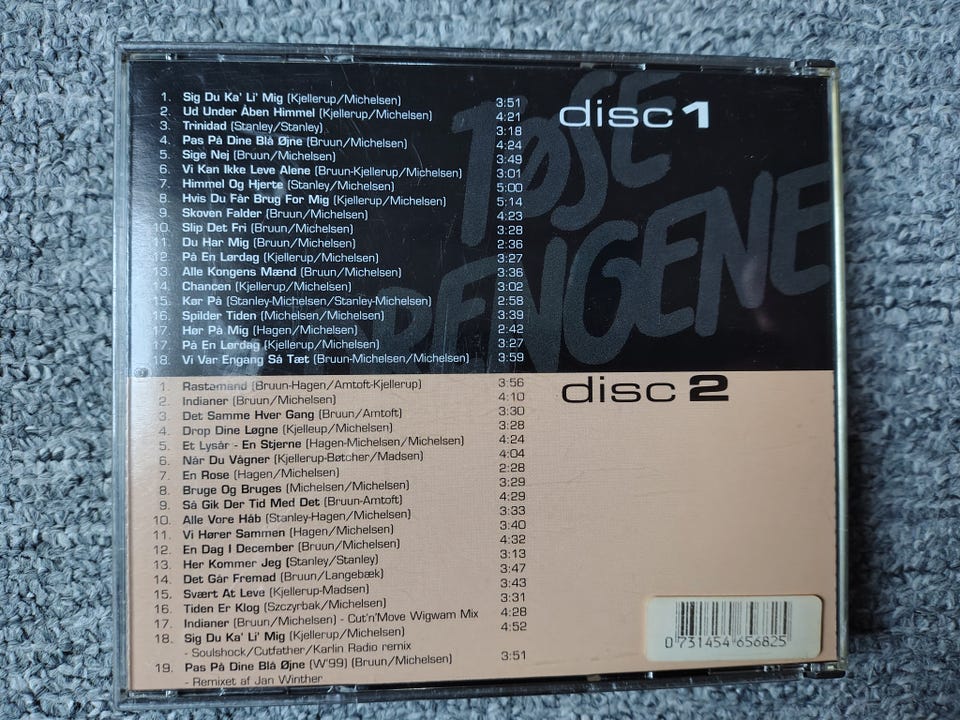 disc 1
TØSE
DRENGENE
1. Sig Du Ka' Li' Mig (Kjellerup/Michelsen) 3:51
2. Ud Under Åben Himmel (Kjellerup/Michelsen) 4:21
3. Trinidad (Stanley/Stanley) 3:18
4. Pas På Dine Blå Øjne (Bruun/Michelsen) 4:24
5. Sige Nej (Bruun/Michelsen) 3:49
6. Vi Kan Ikke Leve Alene (Bruun-Kjellerup/Michelsen) 3:01
7. Himmel Og Hjerte (Stanley/Michelsen) 5:00
8. Hvis Du Får Brug For Mig (Kjellerup/Michelsen) 5:14
9. Skoven Falder (Bruun/Michelsen) 4:23
10. Slip Det Fri (Bruun/Michelsen) 3:28
11. Du Har Mig (Bruun/Michelsen) 2:36
12. På En Lørdag (Kjellerup/Michelsen) 3:27
13. Alle Kongens Mænd (Bruun/Michelsen) 3:36
14. Chancen (Kjellerup/Michelsen) 3:02
15. Kør På (Stanley-Michelsen/Stanley-Michelsen) 2:58
16. Spilder Tiden (Michelsen/Michelsen) 3:39
17. Hør På Mig (Hagen/Michelsen) 2:42
17. På En Lørdag (Kjellerup/Michelsen) 3:27
18. Vi Var Engang Så Tæt (Bruun-Michelsen/Michelsen) 3:59
disc 2
1. Rastamand (Bruun-Hagen/Amtoft-Kjellerup) 3:56
2. Indianer (Bruun/Michelsen) 4:10
3. Det Samme Hver Gang (Bruun/Amtoft) 3:30
4. Drop Dine Løgne (Kjelleup/Michelsen) 3:28
5. Et Lysår - En Stjerne (Hagen-Michelsen/Michelsen) 4:24
6. Når Du Vågner (Kjellerup-Bøtcher/Madsen) 4:04
7. En Rose (Hagen/Michelsen) 2:28
8. Bruge Og Bruges (Michelsen/Michelsen) 3:29
9. Så Gik Der Tid Med Det (Bruun-Amtoft) 4:29
10. Alle Vore Håb (Stanley-Hagen/Michelsen) 3:33
11. Vi Hører Sammen (Hagen/Michelsen) 3:40
12. En Dag I December (Bruun/Michelsen) 4:32
13. Her Kommer Jeg (Stanley/Stanley) 3:13
14. Det Går Fremad (Bruun/Langebæk) 3:47
15. Svært At Leve (Kjellerup-Madsen) 3:43
16. Tiden Er Klog (Szczyrbak/Michelsen) 3:31
17. Indianer (Bruun/Michelsen) - Cut'n'Move Wigwam Mix 4:28
18. Sig Du Ka' Li' Mig (Kjellerup/Michelsen) 4:52
- Soulshock/Cutfather/Karlin Radio remix
19. Pas På Dine Blå Øjne (W'99) (Bruun/Michelsen) 3:51
- Remixet af Jan Winther
0 731454 656825